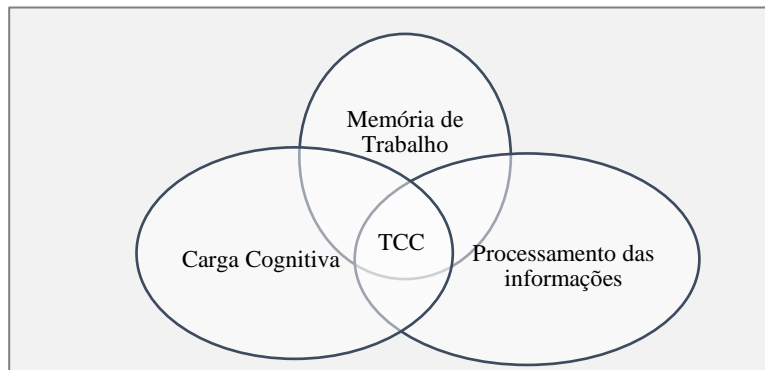 Memória de
Trabalho
Carga Cognitiva
TCC
Processamento das
informações